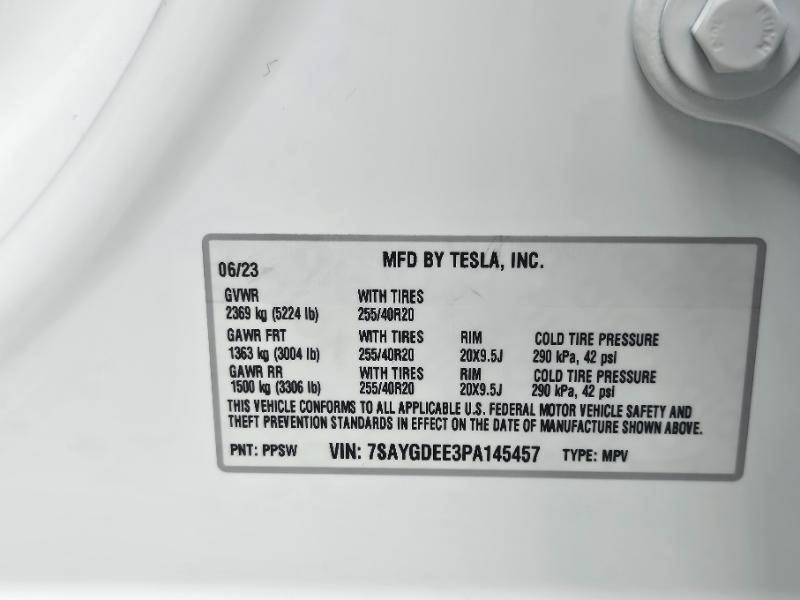 06/23 MFD BY TESLA, INC.
GVWR WITH TIRES
2369 kg (5224 lb) 255/40R20
GAWR FRT WITH TIRES RIM COLD TIRE PRESSURE
1363 kg (3004 lb) 255/40R20 20X9.5J 290 kPa, 42 psi
GAWR RR WITH TIRES RIM COLD TIRE PRESSURE
1500 kg (3306 lb) 255/40R20 20X9.5J 290 kPa, 42 psi
THIS VEHICLE CONFORMS TO ALL APPLICABLE U.S. FEDERAL MOTOR VEHICLE SAFETY AND
THEFT PREVENTION STANDARDS IN EFFECT ON THE DATE OF MANUFACTURE SHOWN ABOVE.
PNT: PPSW VIN: 7SAYGDEE3PA145457 TYPE: MPV